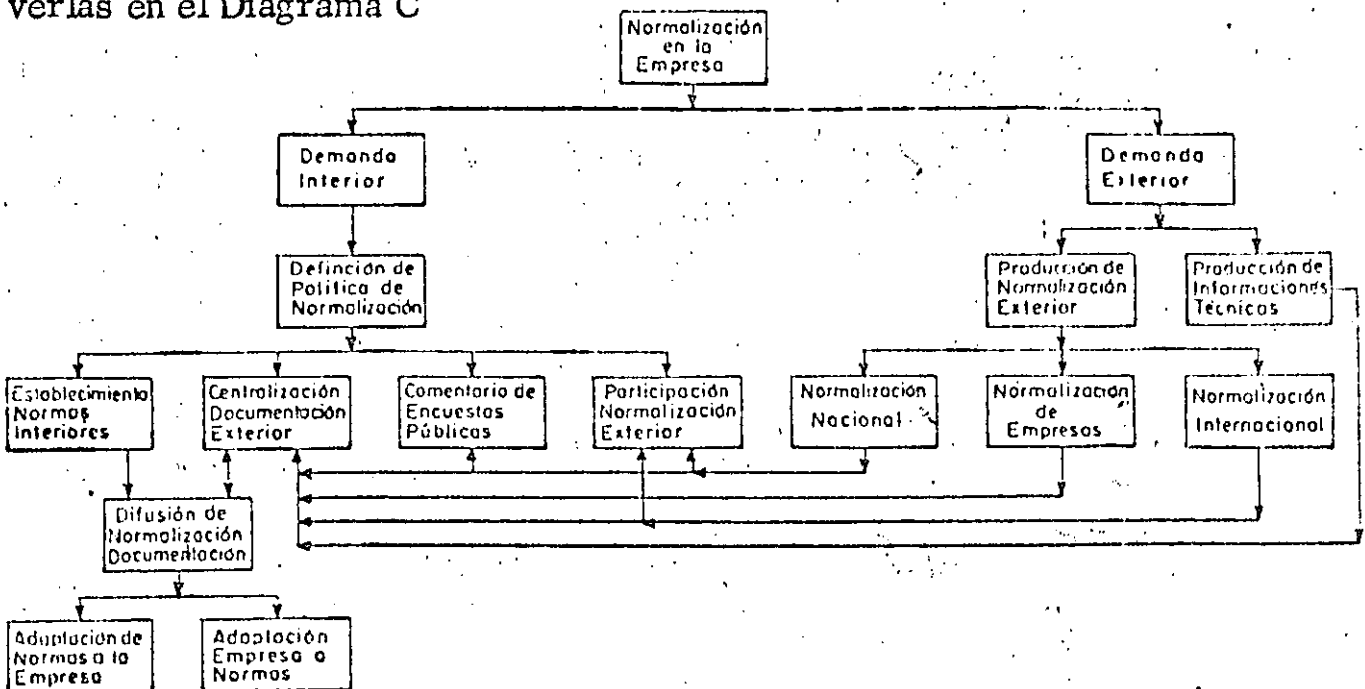 verlas en el Diagrama C
Normalización
en la
Empresa
Demanda
Interior
Demanda
Exterior
Definción de
Política de
Normalización
Producción de
Normalización
Exterior
Producción de
Informaciones
Técnicas
Establecimiento
Normas
Interiores
Centralización
Documentación
Exterior
Comentario de
Encuestas
Públicas
Participación
Normalización
Exterior
Normalización
Nacional
Normalización
de
Empresas
Normalización
Internacional
Difusión de
Normalización
Documentación
Adaptación de
Normas a la
Empresa
Adaptación
Empresa a
Normas